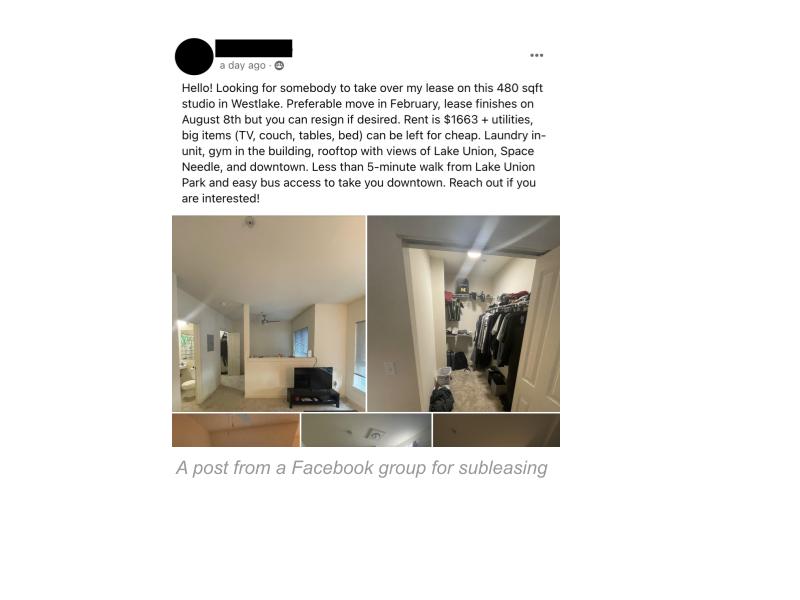 a day ago ·
Hello! Looking for somebody to take over my lease on this 480 sqft
studio in Westlake. Preferable move in February, lease finishes on
August 8th but you can resign if desired. Rent is $1663 + utilities,
big items (TV, couch, tables, bed) can be left for cheap. Laundry in-
unit, gym in the building, rooftop with views of Lake Union, Space
Needle, and downtown. Less than 5-minute walk from Lake Union
Park and easy bus access to take you downtown. Reach out if you
are interested!
A post from a Facebook group for subleasing